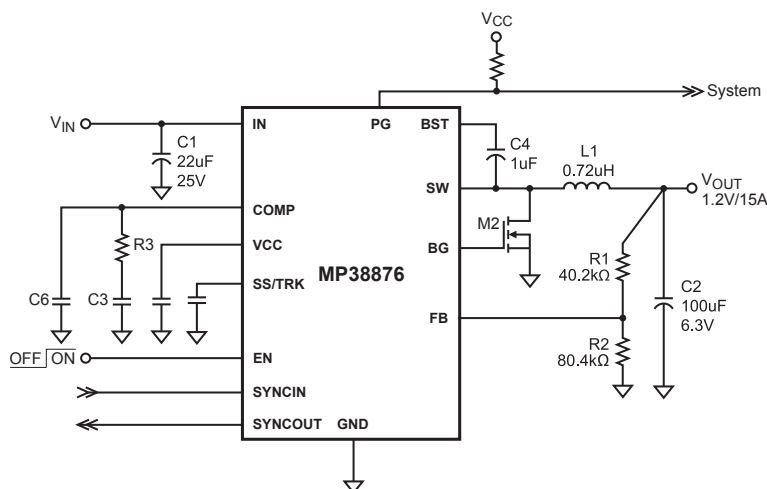 VCC
System
VIN
IN
PG
BST
C1
22uF
25V
C4
1uF
L1
0.72uH
SW
VOUT
1.2V/15A
COMP
M2
R3
VCC
BG
R1
40.2kΩ
MP38876
SS/TRK
C6
C3
C2
100uF
6.3V
FB
R2
80.4kΩ
OFF ON
EN
SYNCIN
SYNCOUT
GND